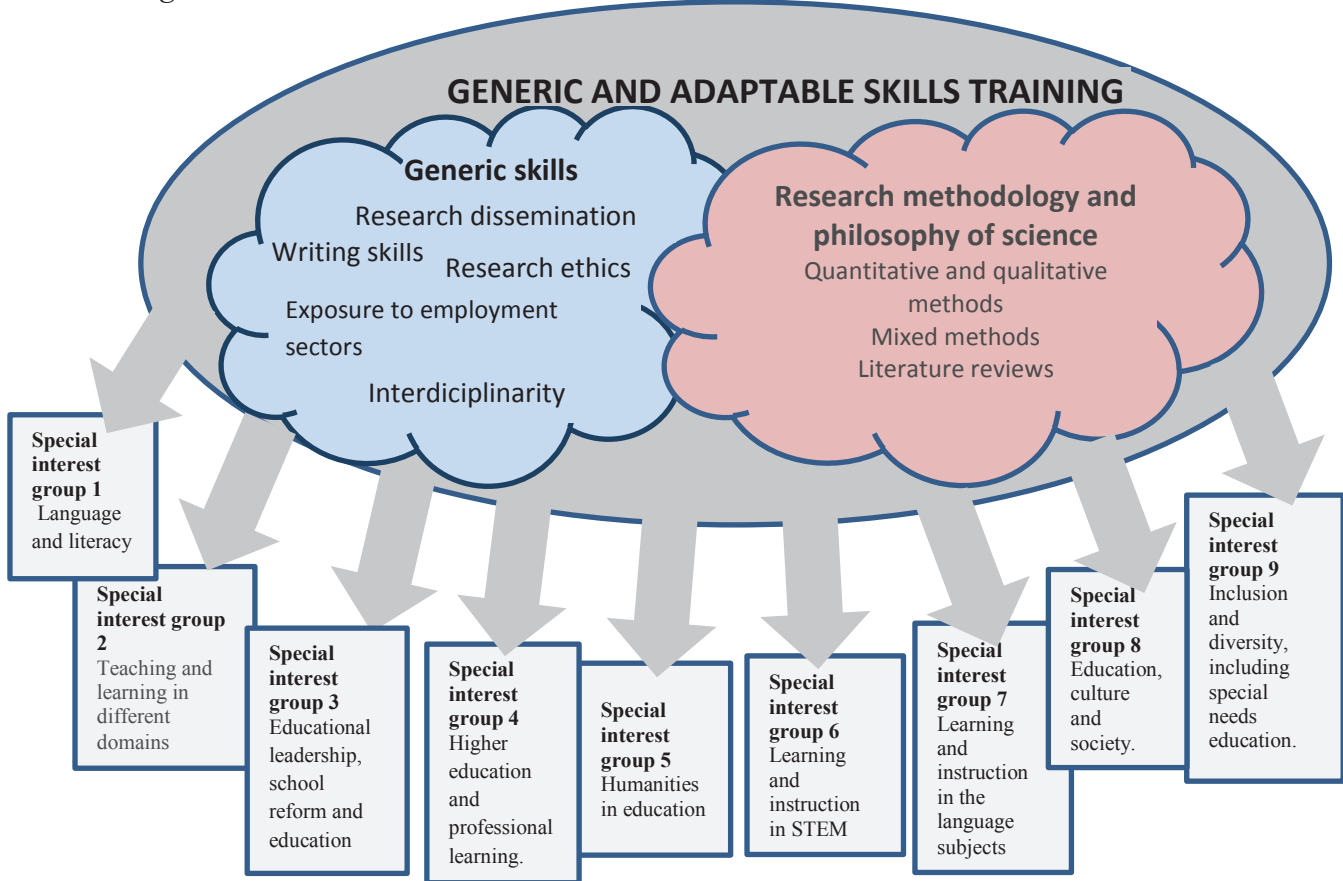 GENERIC AND ADAPTABLE SKILLS TRAINING
Generic skills
Research dissemination
Writing skills
Research ethics
Exposure to employment
sectors
Interdiciplinarity
Research methodology and
philosophy of science
Quantitative and qualitative
methods
Mixed methods
Literature reviews
Special
interest
group 1
Language
and literacy
Special
interest group
2
Teaching and
learning in
different
domains
Special
interest
group 3
Educational
leadership,
school
reform and
education
Special
interest
group 4
Higher
education
and
professional
learning.
Special
interest
group 5
Humanities
in education
Special
interest
group 6
Learning
and
instruction
in STEM
Special
interest
group 7
Learning
and
instruction
in the
language
subjects
Special
interest
group 8
Education,
culture
and
society.
Special
interest
group 9
Inclusion
and
diversity,
including
special
needs
education.